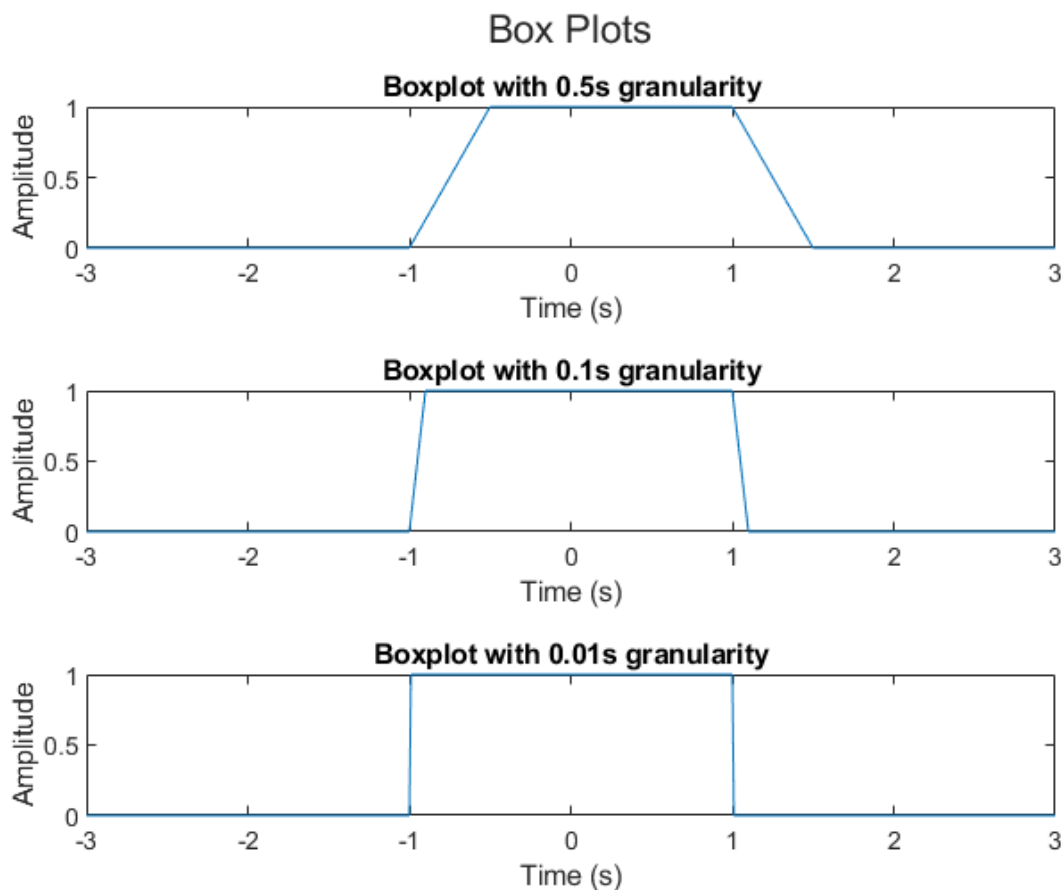 Box Plots
Boxplot with 0.5s granularity
1
0.5
0
Amplitude
-3 -2 -1 0 1 2 3
Time (s)
Boxplot with 0.1s granularity
1
0.5
0
Amplitude
-3 -2 -1 0 1 2 3
Time (s)
Boxplot with 0.01s granularity
1
0.5
0
Amplitude
-3 -2 -1 0 1 2 3
Time (s)